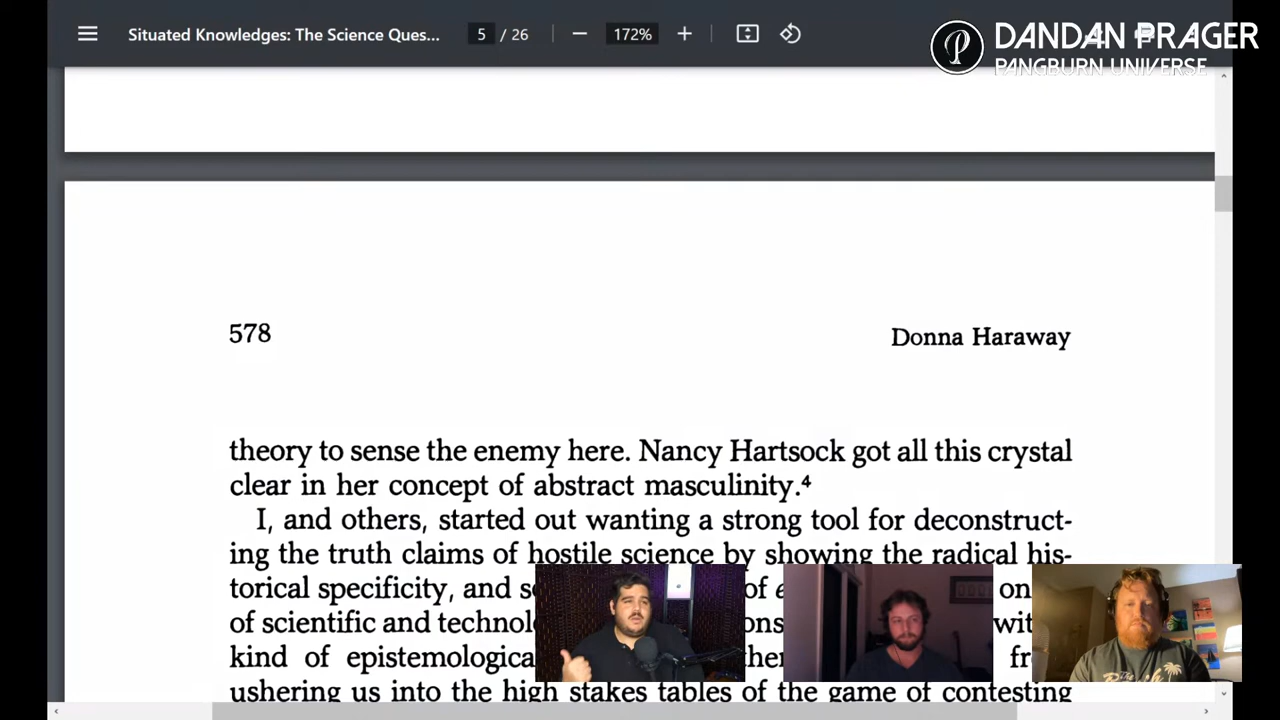 Situated Knowledges: The Science Ques...
5 / 26
172%
DANDAN PRAGER
PANGBURN UNIVERSE
578
Donna Haraway
theory to sense the enemy here. Nancy Hartsock got all this crystal
clear in her concept of abstract masculinity.⁴
I, and others, started out wanting a strong tool for deconstruct-
ing the truth claims of hostile science by showing the radical his-
torical specificity, and so of
of scientific and
kind of
ushering us into the high stakes tables of the game of contesting